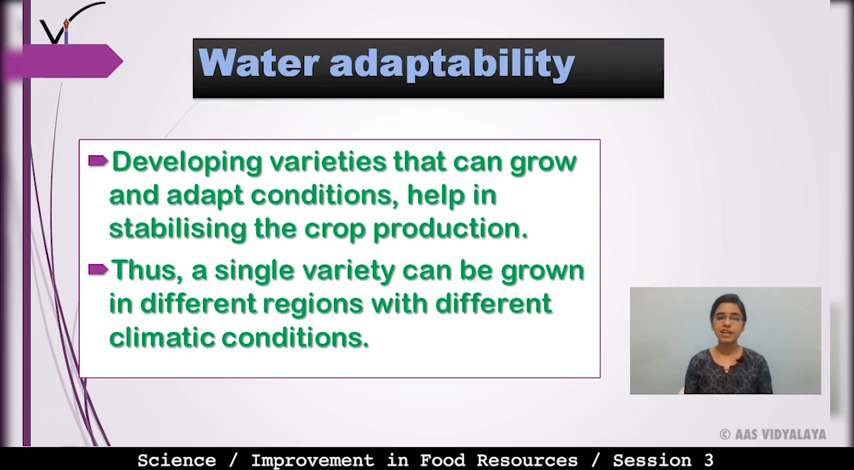 Vi
Water adaptability
Developing varieties that can grow
and adapt conditions, help in
stabilising the crop production.
Thus, a single variety can be grown
in different regions with different
climatic conditions.
© AAS VIDYALAYA
Science / Improvement in Food Resources / Session 3